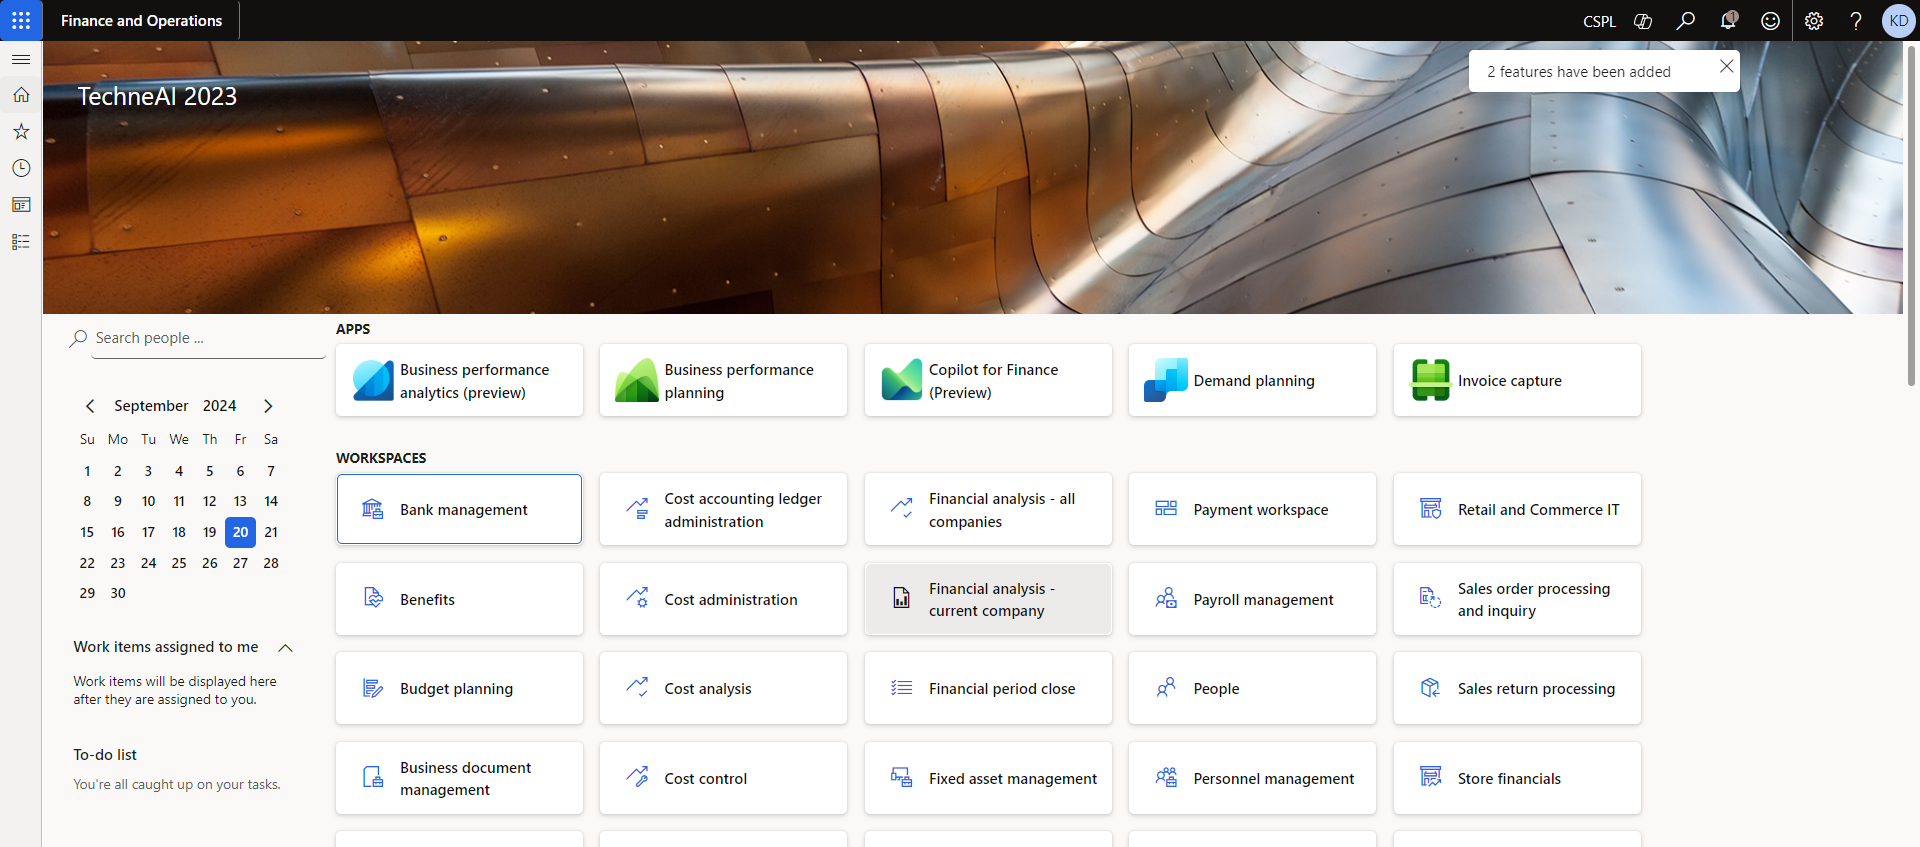 Finance and Operations
CSPL
1
KD
TechneAI 2023
2 features have been added
Search people ...
September 2024
Su Mo Tu We Th Fr Sa
1 2 3 4 5 6 7
8 9 10 11 12 13 14
15 16 17 18 19 20 21
22 23 24 25 26 27 28
29 30
Work items assigned to me
Work items will be displayed here
after they are assigned to you.
To-do list
You're all caught up on your tasks.
APPS
Business performance
analytics (preview)
Business performance
planning
Copilot for Finance
(Preview)
Demand planning
Invoice capture
WORKSPACES
Bank management
Cost accounting ledger
administration
Financial analysis - all
companies
Payment workspace
Retail and Commerce IT
Benefits
Cost administration
Financial analysis -
current company
Payroll management
Sales order processing
and inquiry
Budget planning
Cost analysis
Financial period close
People
Sales return processing
Business document
management
Cost control
Fixed asset management
Personnel management
Store financials